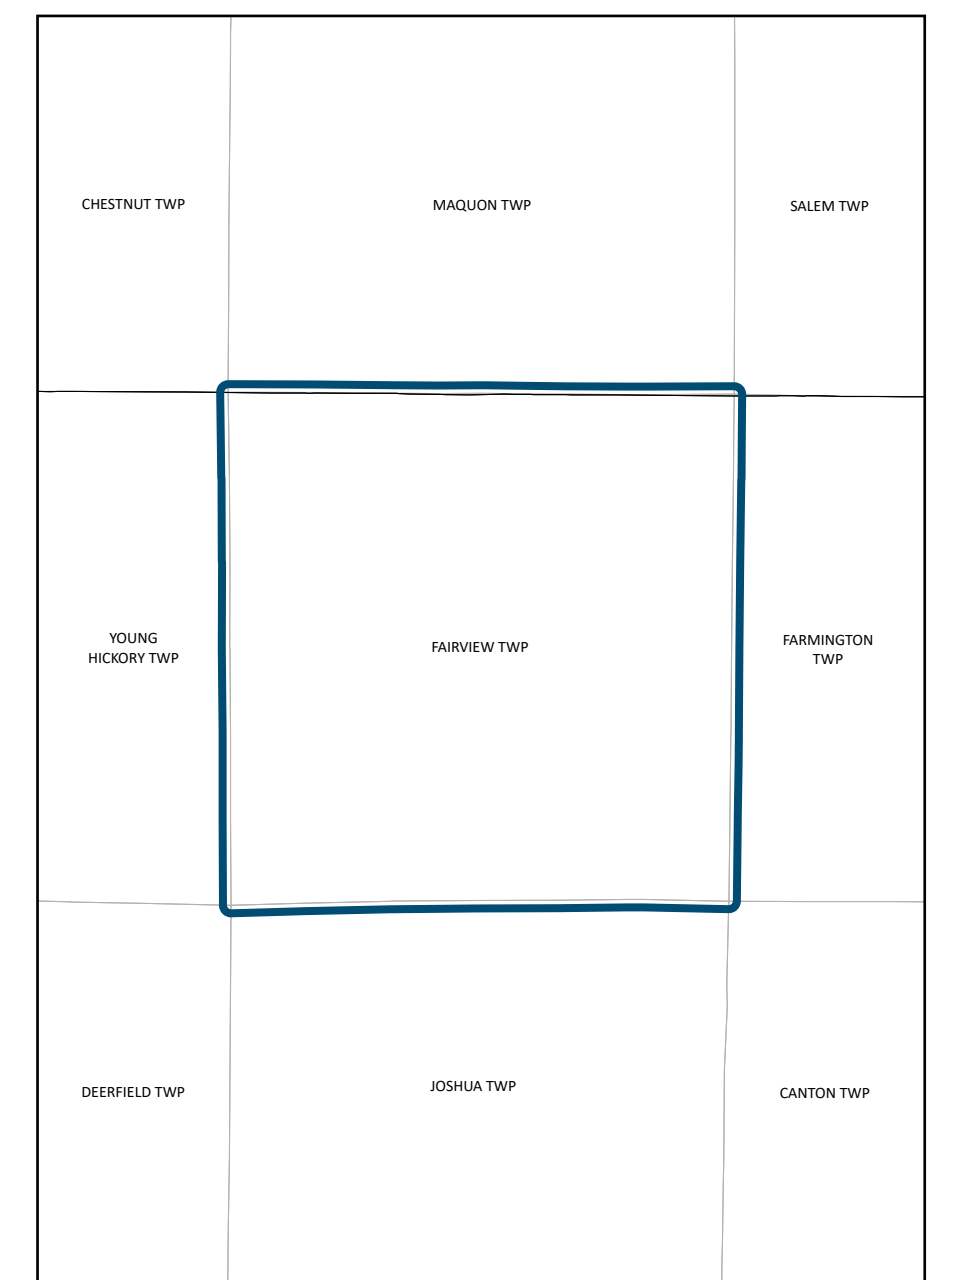 CHESTNUT TWP
MAQUON TWP
SALEM TWP
YOUNG
HICKORY TWP
FAIRVIEW TWP
FARMINGTON
TWP
DEERFIELD TWP
JOSHUA TWP
CANTON TWP